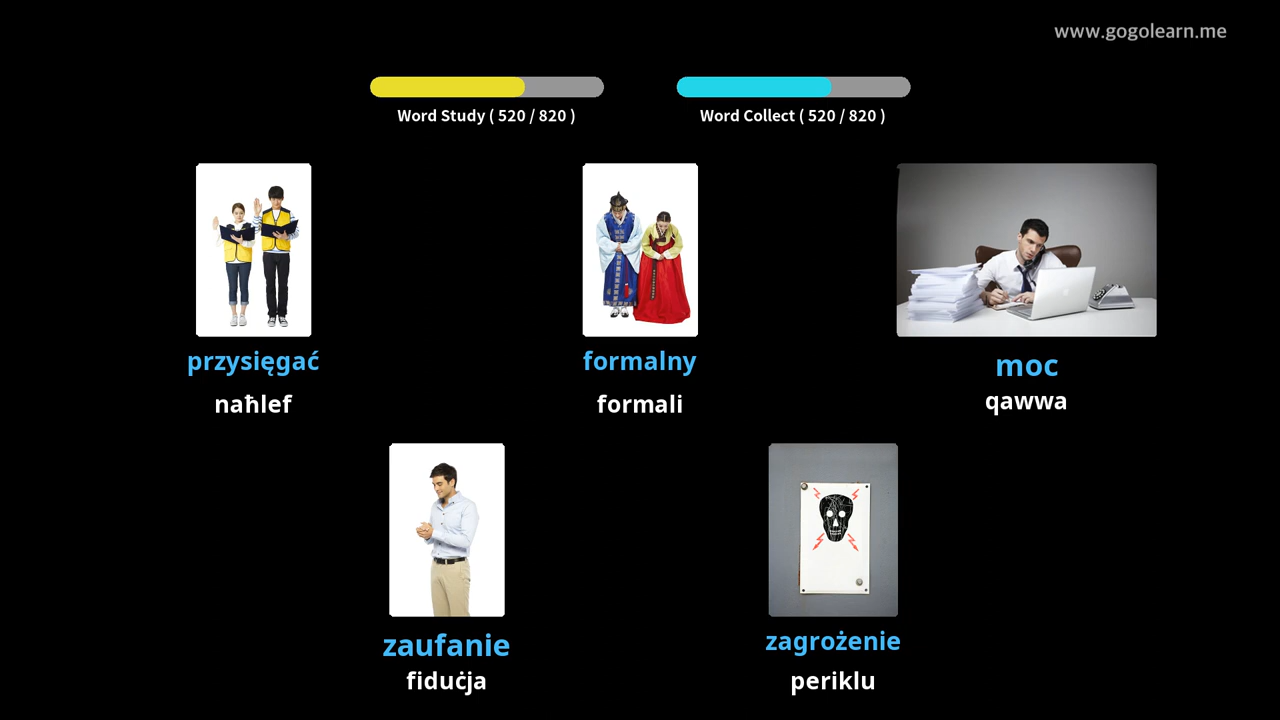 www.gogolearn.me
Word Study ( 520 / 820 )
Word Collect ( 520 / 820 )
przysięgać
naħlef
formalny
formali
moc
qawwa
zaufanie
fiduċja
zagrożenie
periklu